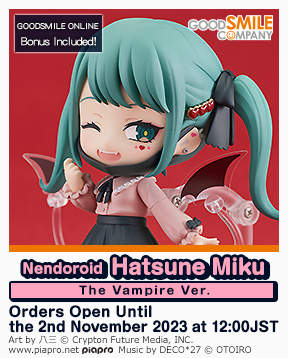 GOODSMILE ONLINE
Bonus Included!
GOOD SMILE
COMPANY
Nendoroid Hatsune Miku
The Vampire Ver.
Orders Open Until
the 2nd November 2023 at 12:00JST
Art by 八三 © Crypton Future Media, INC.
www.piapro.net piapro Music by DECO*27 © OTOIRO